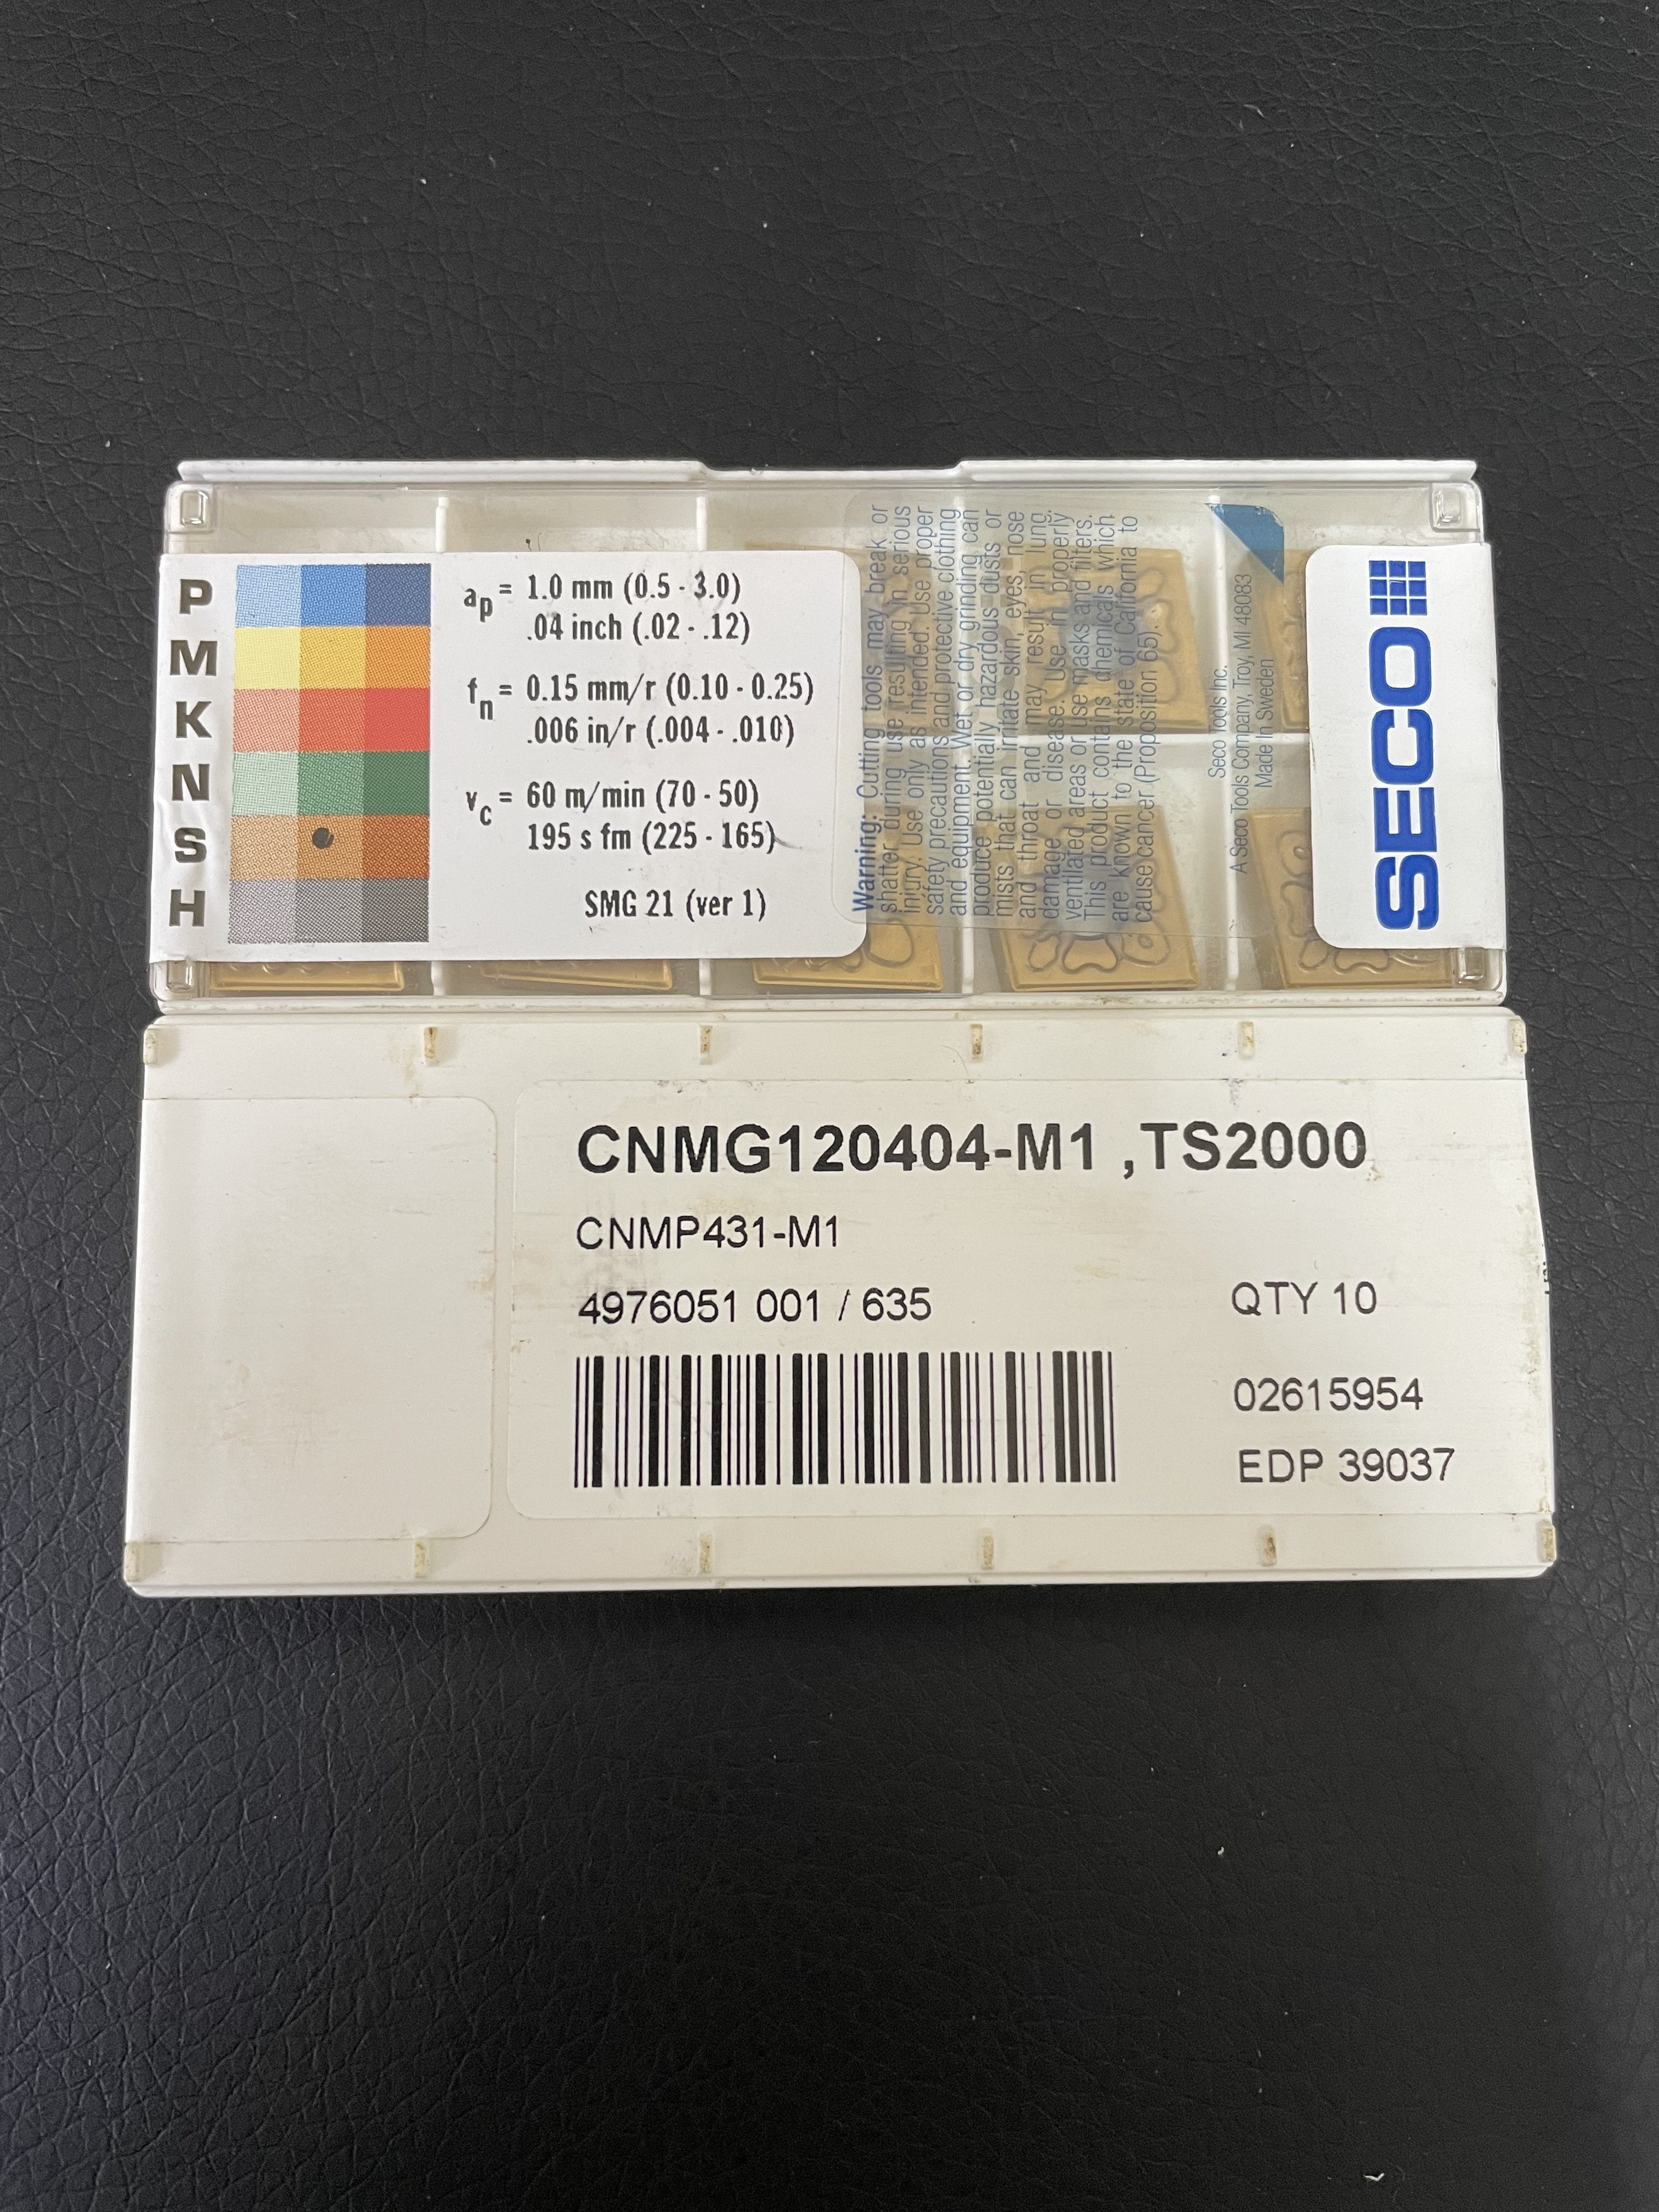 P
M
K
N
S
H
ap = 1.0 mm (0.5 - 3.0)
.04 inch (.02 - .12)
fn = 0.15 mm/r (0.10 - 0.25)
.006 in/r (.004 - .010)
vc = 60 m/min (70 - 50)
195 s fm (225 - 165)
SMG 21 (ver 1)
Warning: Cutting tools may break or
shatter during use resulting in serious
injury. Use only as intended. Use proper
safety precautions and protective clothing
and equipment. Wet or dry grinding can
produce potentially hazardous dusts or
mists that can irritate skin, eyes, nose
and throat and may result in lung
damage or disease. Use in properly
ventilated areas or use masks and filters.
This product contains chemicals which
are known to the state of California to
cause cancer (Proposition 65).
Seco Tools Inc.
A Seco Tools Company, Troy, MI 48083
Made In Sweden
SECO
CNMG120404-M1 ,TS2000
CNMP431-M1
4976051 001 / 635
QTY 10
02615954
EDP 39037